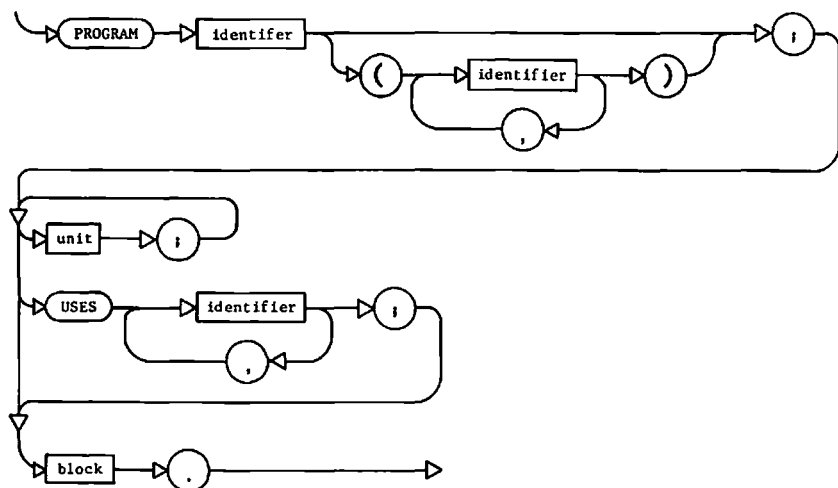 PROGRAM identifer ;
( identifier )
,
unit ;
USES identifier ;
,
block .